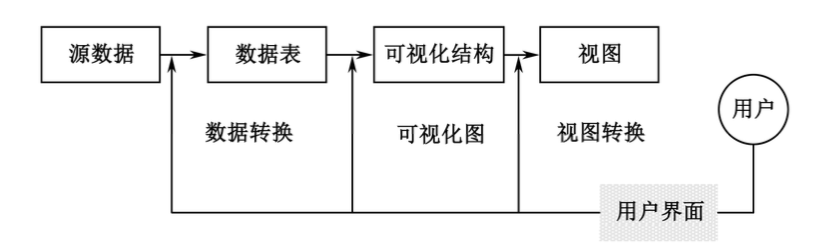 源数据
数据表
可视化结构
视图
用户
数据转换
可视化图
视图转换
用户界面